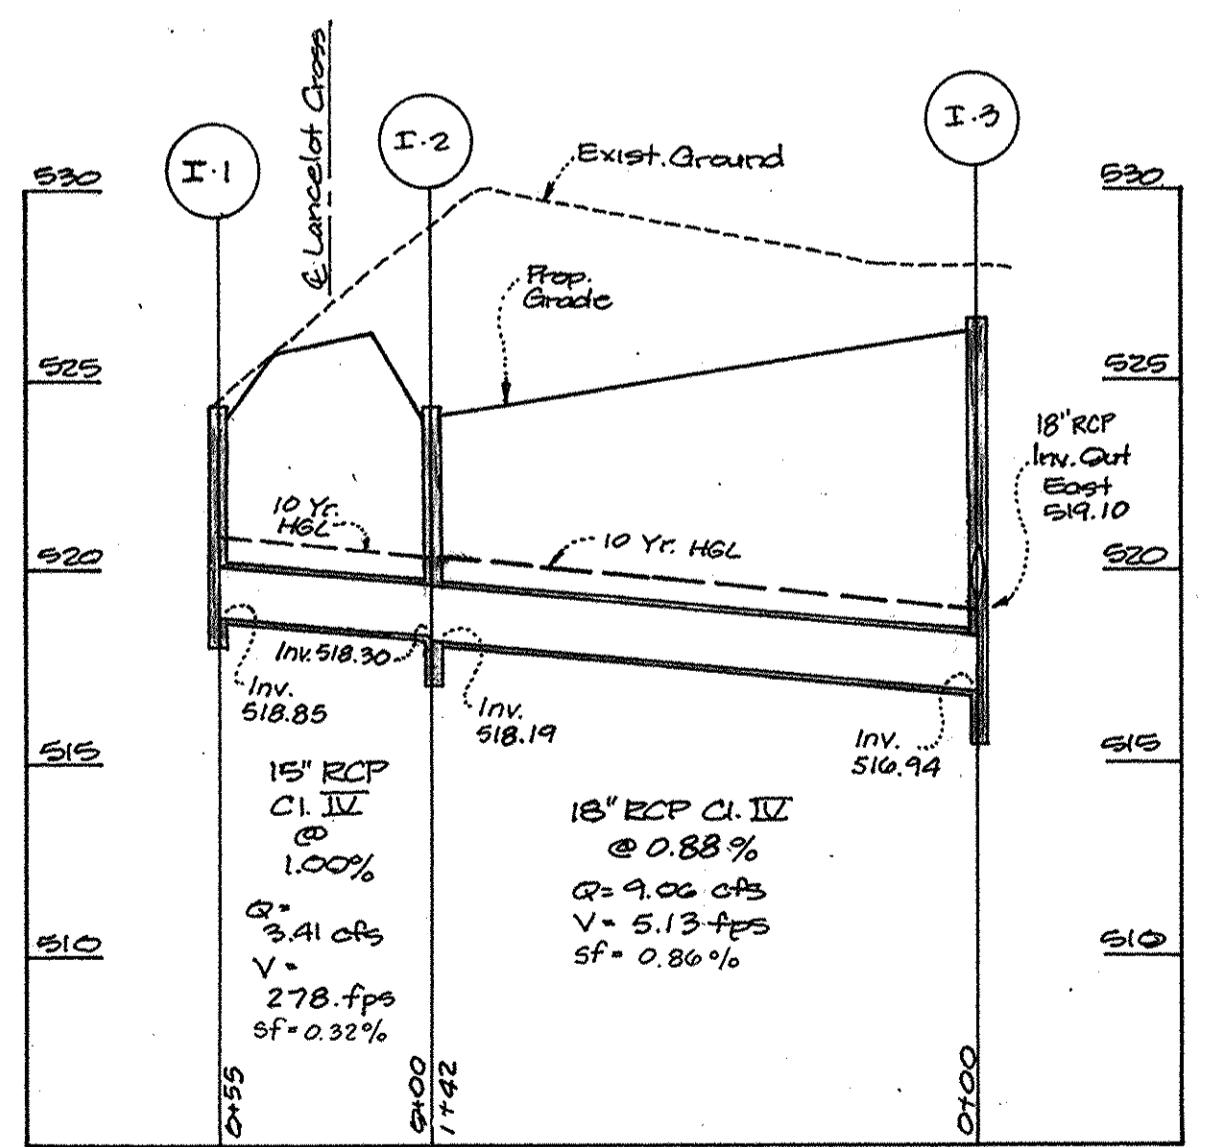 ℄ Lancelot Cross
I-1
I-2
I-3
Exist. Ground
530
530
Prop.
Grade
525
525
18" RCP
Inv. Out
East
519.10
10 Yr.
HGL
10 Yr. HGL
520
520
Inv. 518.30
Inv.
518.85
Inv.
518.19
Inv.
516.94
515
515
15" RCP
Cl. IV
@
1.00%
Q=
3.41 cfs
V=
278.fps
Sf=0.32%
18" RCP Cl. IV
@ 0.88%
Q= 9.06 cfs
V= 5.13 fps
Sf= 0.86%
510
510
0+55
0+00
1+42
0+00